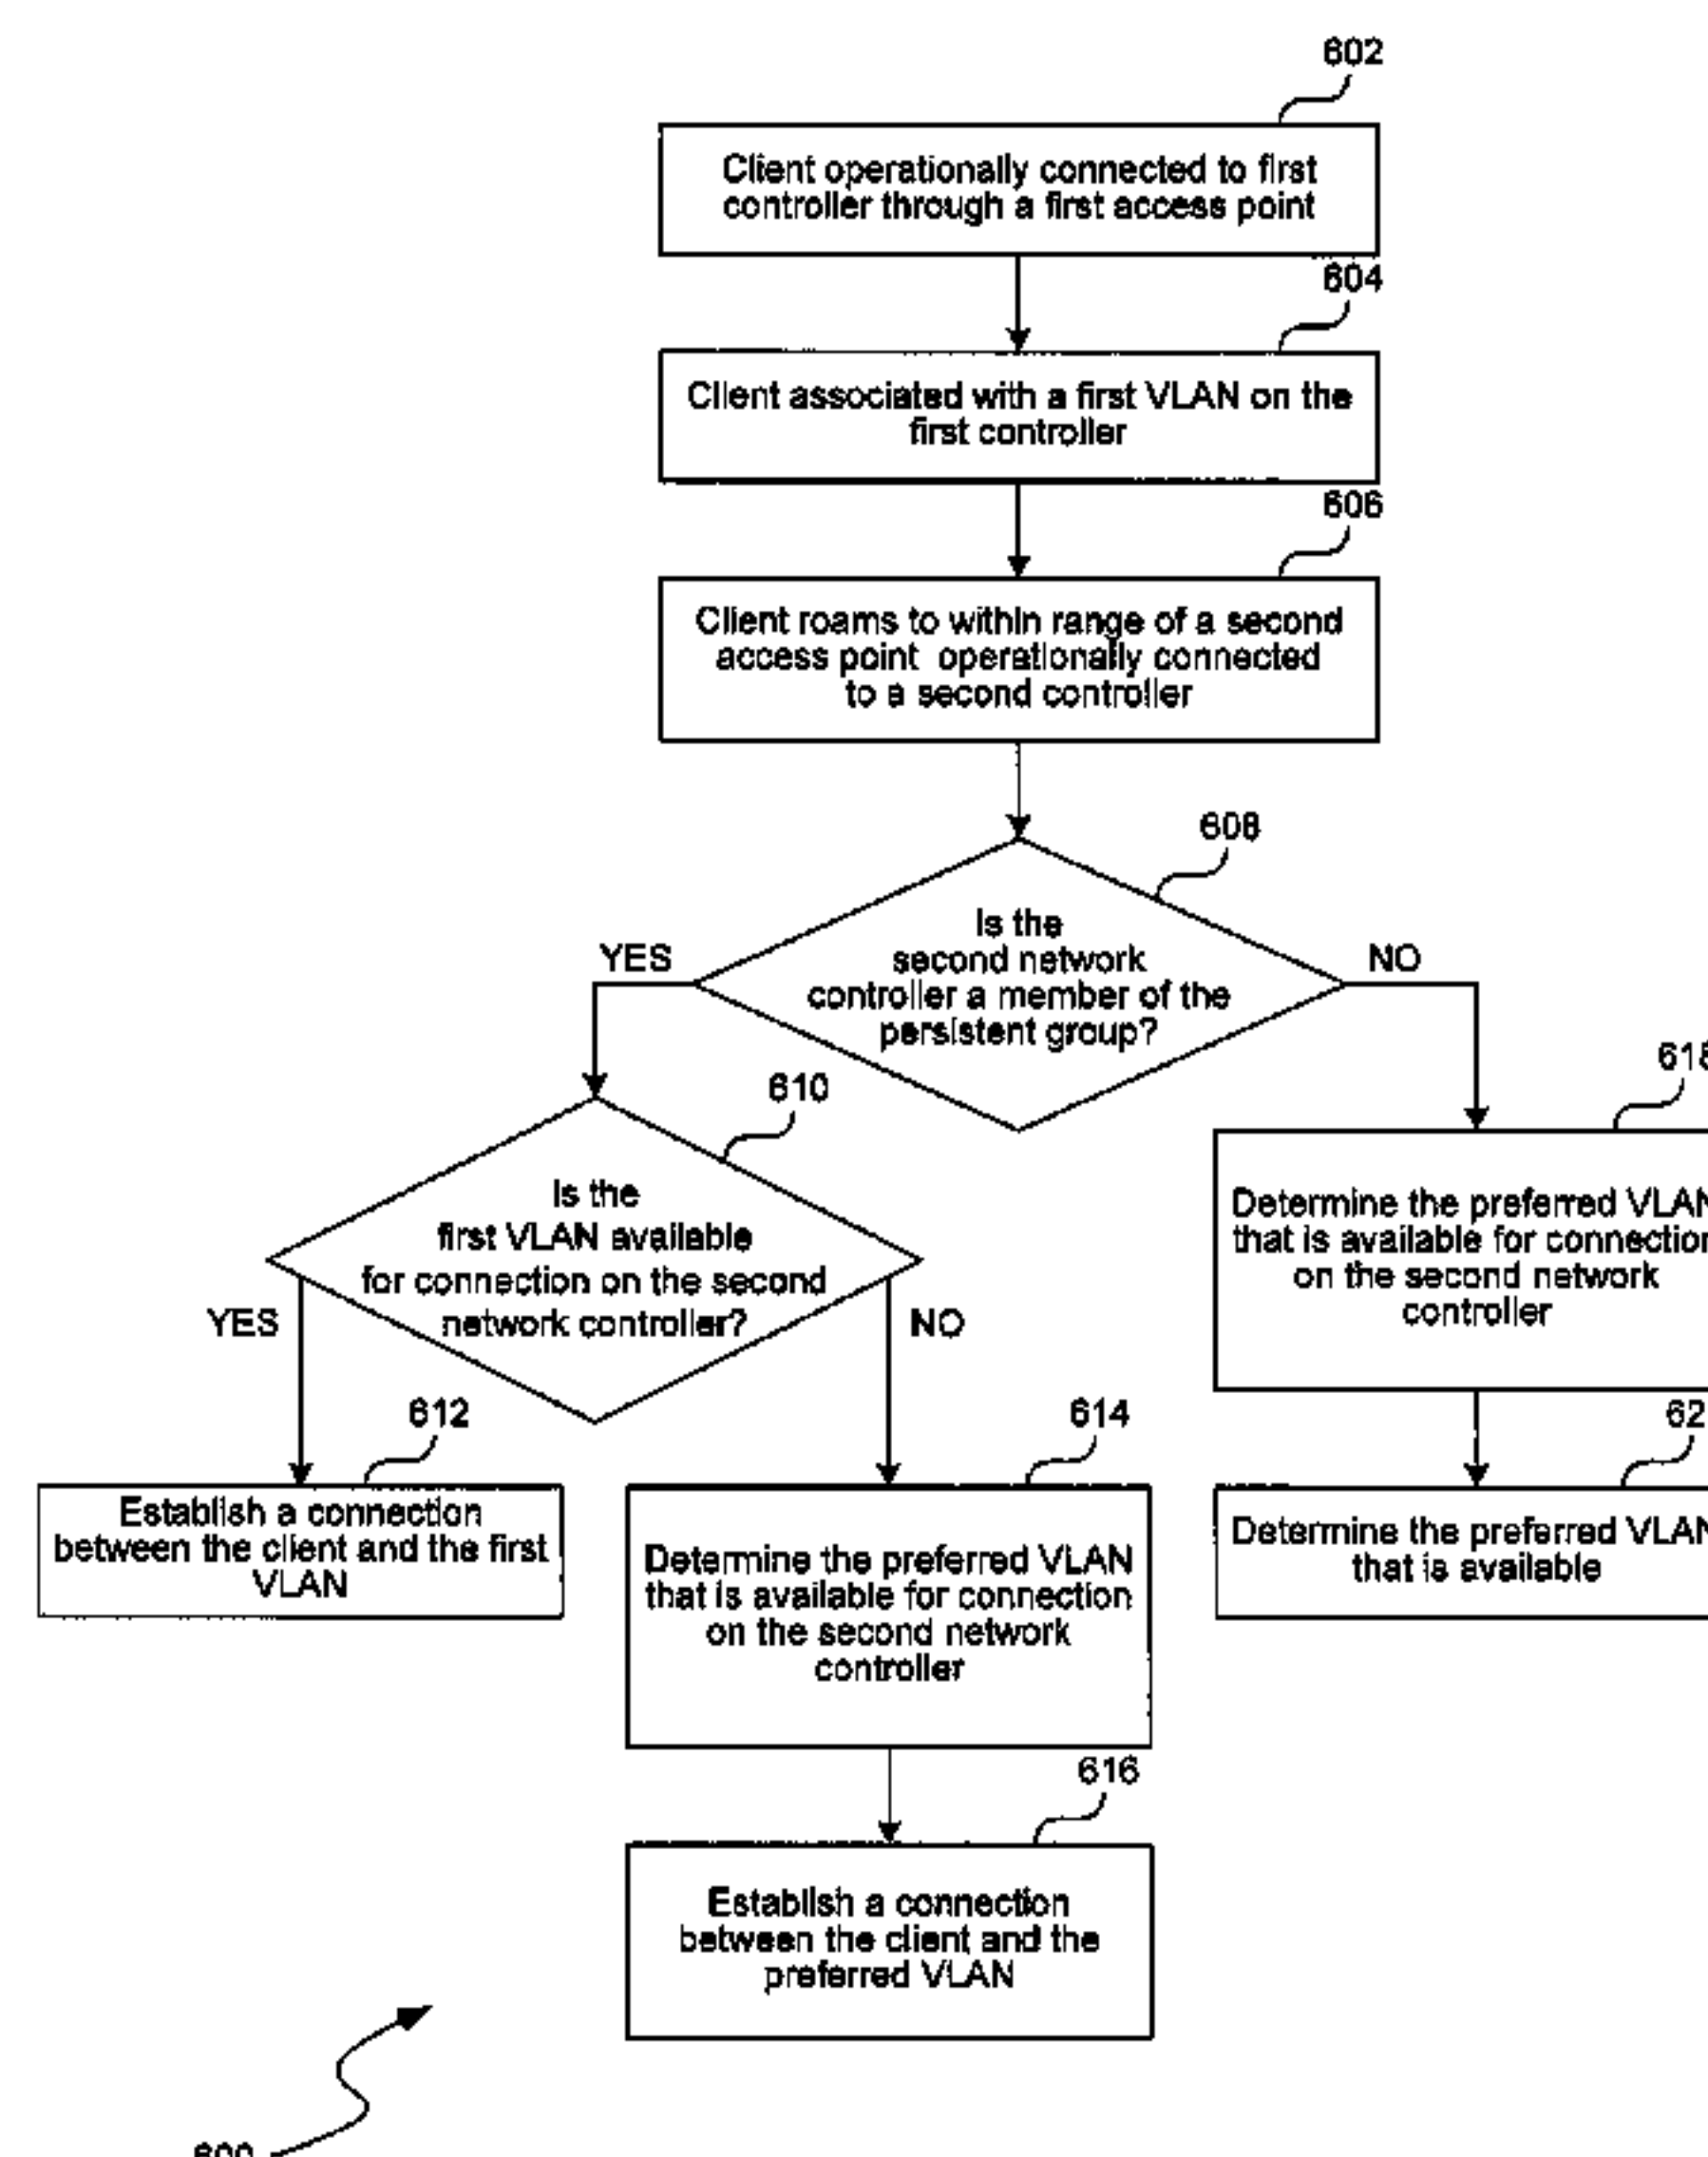 602
Client operationally connected to first
controller through a first access point
604
Client associated with a first VLAN on the
first controller
606
Client roams to within range of a second
access point operationally connected
to a second controller
608
Is the
second network
controller a member of the
persistent group?
YES
NO
610
Is the
first VLAN available
for connection on the second
network controller?
YES
NO
618
Determine the preferred VLAN
that is available for connection
on the second network
controller
612
Establish a connection
between the client and the first
VLAN
614
Determine the preferred VLAN
that is available for connection
on the second network
controller
62
Determine the preferred VLAN
that is available
616
Establish a connection
between the client and the
preferred VLAN
600